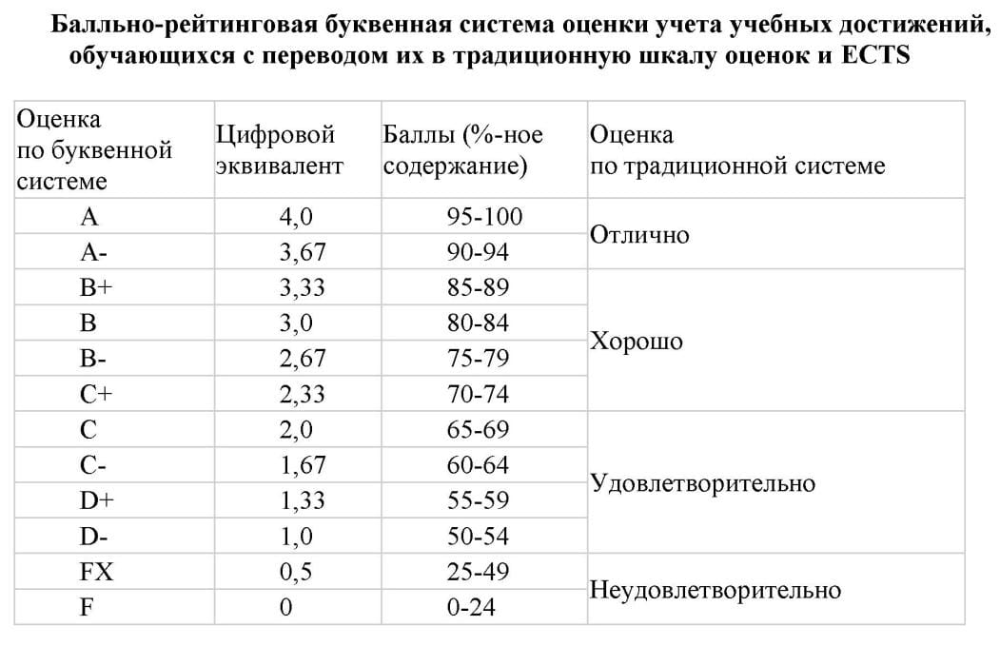 Балльно-рейтинговая буквенная система оценки учета учебных достижений,
обучающихся с переводом их в традиционную шкалу оценок и ECTS
Оценка
по буквенной
системе
Цифровой
эквивалент
Баллы (%-ное
содержание)
Оценка
по традиционной системе
A 4,0 95-100
Отлично
A- 3,67 90-94
B+ 3,33 85-89
B 3,0 80-84
Хорошо
B- 2,67 75-79
C+ 2,33 70-74
C 2,0 65-69
C- 1,67 60-64
Удовлетворительно
D+ 1,33 55-59
D- 1,0 50-54
FX 0,5 25-49
Неудовлетворительно
F 0 0-24